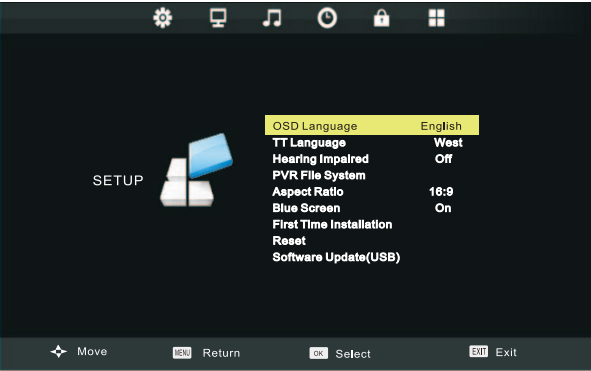 OSD Language English
TT Language West
Hearing Impaired Off
PVR File System
SETUP
Aspect Ratio 16:9
Blue Screen On
First Time Installation
Reset
Software Update(USB)
Move MENU Return OK Select EXIT Exit